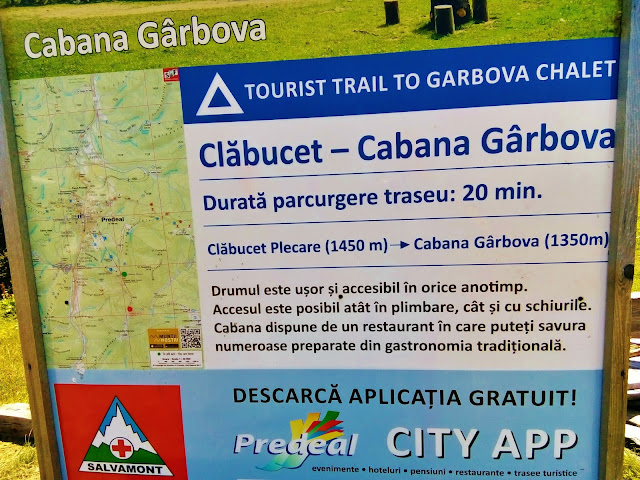 Cabana Gârbova
TOURIST TRAIL TO GARBOVA CHALET
Clăbucet – Cabana Gârbova
Durată parcurgere traseu: 20 min.
Clăbucet Plecare (1450 m) → Cabana Gârbova (1350m)
Predeal
Drumul este ușor și accesibil în orice anotimp.
Accesul este posibil atât în plimbare, cât și cu schiurile.
Cabana dispune de un restaurant în care puteți savura
numeroase preparate din gastronomia tradițională.
MUNȚII
NOȘTRI
DESCARCĂ APLICAȚIA GRATUIT!
Predeal CITY APP
evenimente • hoteluri • pensiuni • restaurante • trasee turistice
SALVAMONT